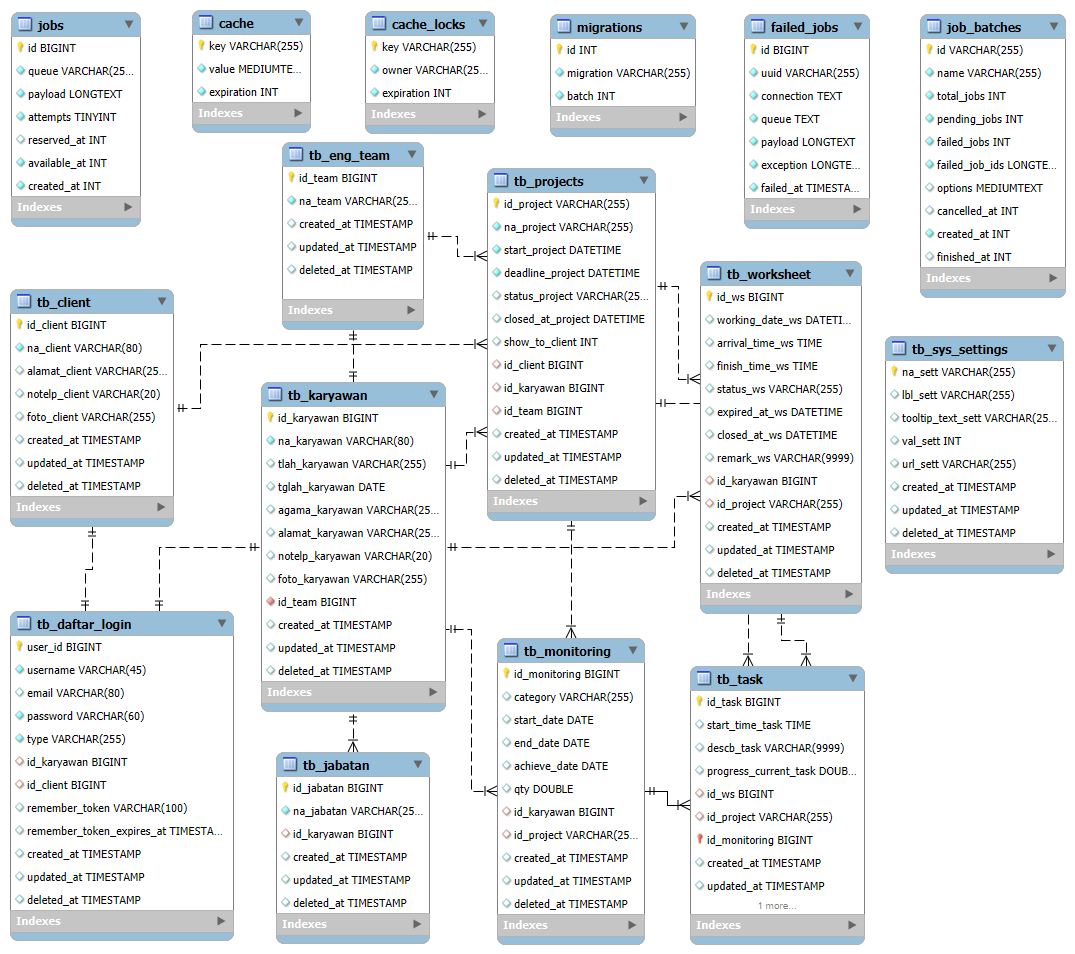 jobs
id BIGINT
queue VARCHAR(25...
payload LONGTEXT
attempts TINYINT
reserved_at INT
available_at INT
created_at INT
Indexes
cache
key VARCHAR(255)
value MEDIUMTE...
expiration INT
Indexes
cache_locks
key VARCHAR(255)
owner VARCHAR(25...
expiration INT
Indexes
migrations
id INT
migration VARCHAR(255)
batch INT
Indexes
failed_jobs
id BIGINT
uuid VARCHAR(255)
connection TEXT
queue TEXT
payload LONGTEXT
exception LONGTE...
failed_at TIMESTA...
Indexes
job_batches
id VARCHAR(255)
name VARCHAR(255)
total_jobs INT
pending_jobs INT
failed_jobs INT
failed_job_ids LONGTE...
options MEDIUMTEXT
cancelled_at INT
created_at INT
finished_at INT
Indexes
tb_eng_team
id_team BIGINT
na_team VARCHAR(25...
created_at TIMESTAMP
updated_at TIMESTAMP
deleted_at TIMESTAMP
Indexes
tb_projects
id_project VARCHAR(255)
na_project VARCHAR(255)
start_project DATETIME
deadline_project DATETIME
status_project VARCHAR(25...
closed_at_project DATETIME
show_to_client INT
id_client BIGINT
id_karyawan BIGINT
id_team BIGINT
created_at TIMESTAMP
updated_at TIMESTAMP
deleted_at TIMESTAMP
Indexes
tb_worksheet
id_ws BIGINT
working_date_ws DATETI...
arrival_time_ws TIME
finish_time_ws TIME
status_ws VARCHAR(255)
expired_at_ws DATETIME
closed_at_ws DATETIME
remark_ws VARCHAR(9999)
id_karyawan BIGINT
id_project VARCHAR(255)
created_at TIMESTAMP
updated_at TIMESTAMP
deleted_at TIMESTAMP
Indexes
tb_client
id_client BIGINT
na_client VARCHAR(80)
alamat_client VARCHAR(25...
notelp_client VARCHAR(20)
foto_client VARCHAR(255)
created_at TIMESTAMP
updated_at TIMESTAMP
deleted_at TIMESTAMP
Indexes
tb_sys_settings
na_sett VARCHAR(255)
lbl_sett VARCHAR(255)
tooltip_text_sett VARCHAR(25...
val_sett INT
url_sett VARCHAR(255)
created_at TIMESTAMP
updated_at TIMESTAMP
deleted_at TIMESTAMP
Indexes
tb_karyawan
id_karyawan BIGINT
na_karyawan VARCHAR(80)
tlah_karyawan VARCHAR(255)
tglah_karyawan DATE
agama_karyawan VARCHAR(25...
alamat_karyawan VARCHAR(25...
notelp_karyawan VARCHAR(20)
foto_karyawan VARCHAR(255)
id_team BIGINT
created_at TIMESTAMP
updated_at TIMESTAMP
deleted_at TIMESTAMP
Indexes
tb_daftar_login
user_id BIGINT
username VARCHAR(45)
email VARCHAR(80)
password VARCHAR(60)
type VARCHAR(255)
id_karyawan BIGINT
id_client BIGINT
remember_token VARCHAR(100)
remember_token_expires_at TIMESTA...
created_at TIMESTAMP
updated_at TIMESTAMP
deleted_at TIMESTAMP
Indexes
tb_jabatan
id_jabatan BIGINT
na_jabatan VARCHAR(25...
id_karyawan BIGINT
created_at TIMESTAMP
updated_at TIMESTAMP
deleted_at TIMESTAMP
Indexes
tb_monitoring
id_monitoring BIGINT
category VARCHAR(255)
start_date DATE
end_date DATE
achieve_date DATE
qty DOUBLE
id_karyawan BIGINT
id_project VARCHAR(25...
created_at TIMESTAMP
updated_at TIMESTAMP
deleted_at TIMESTAMP
Indexes
tb_task
id_task BIGINT
start_time_task TIME
descb_task VARCHAR(9999)
progress_current_task DOUB...
id_ws BIGINT
id_project VARCHAR(255)
id_monitoring BIGINT
created_at TIMESTAMP
updated_at TIMESTAMP
1 more...
Indexes